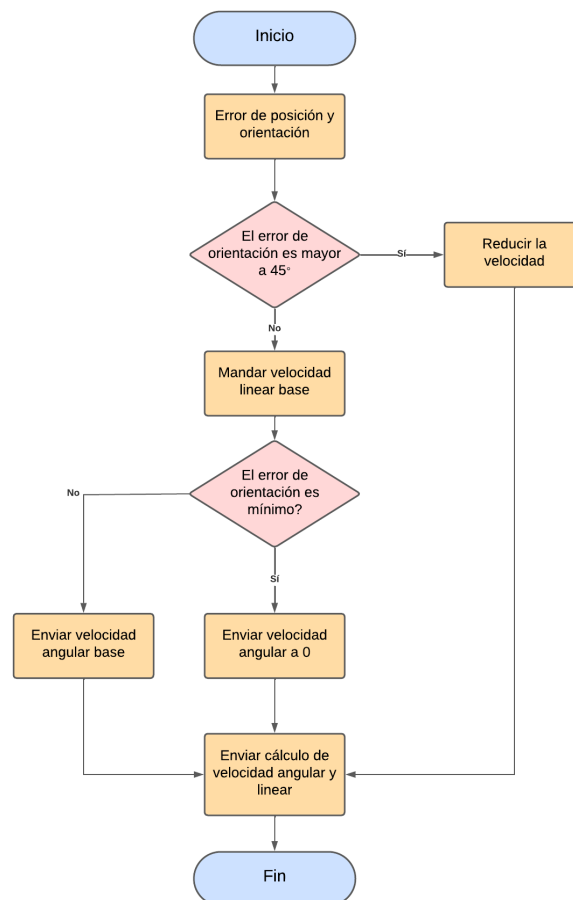 Inicio
Error de posición y
orientación
El error de
orientación es mayor
a 45°
Sí
Reducir la
velocidad
No
Mandar velocidad
linear base
El error de
orientación es
mínimo?
No
Sí
Enviar velocidad
angular base
Enviar velocidad
angular a 0
Enviar cálculo de
velocidad angular y
linear
Fin